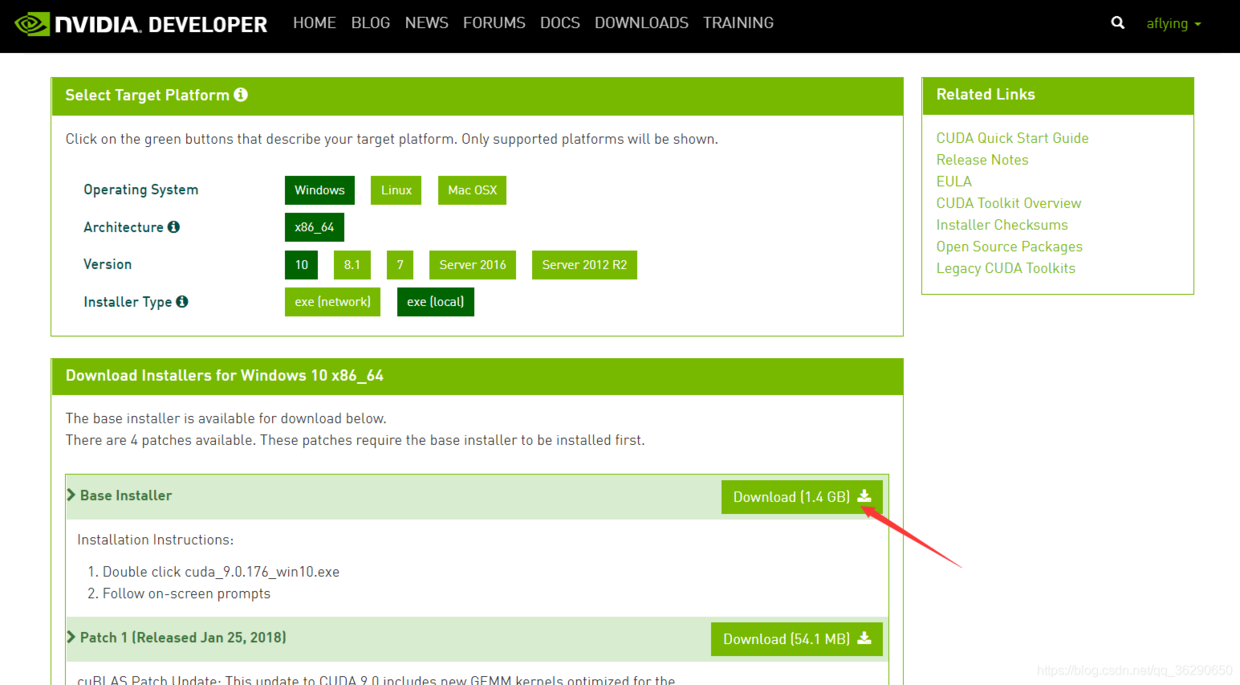 NVIDIA. DEVELOPER HOME BLOG NEWS FORUMS DOCS DOWNLOADS TRAINING aflying
Select Target Platform
Click on the green buttons that describe your target platform. Only supported platforms will be shown.
Operating System Windows Linux Mac OSX
Architecture x86_64
Version 10 8.1 7 Server 2016 Server 2012 R2
Installer Type exe (network) exe (local)
Related Links
CUDA Quick Start Guide
Release Notes
EULA
CUDA Toolkit Overview
Installer Checksums
Open Source Packages
Legacy CUDA Toolkits
Download Installers for Windows 10 x86_64
The base installer is available for download below.
There are 4 patches available. These patches require the base installer to be installed first.
Base Installer Download (1.4 GB)
Installation Instructions:
1. Double click cuda_9.0.176_win10.exe
2. Follow on-screen prompts
Patch 1 (Released Jan 25, 2018) Download (54.1 MB)
cuBLAS Patch Update: This update to CUDA 9.0 includes new GEMM kernels optimized for the
https://blog.csdn.net/qq_36290650